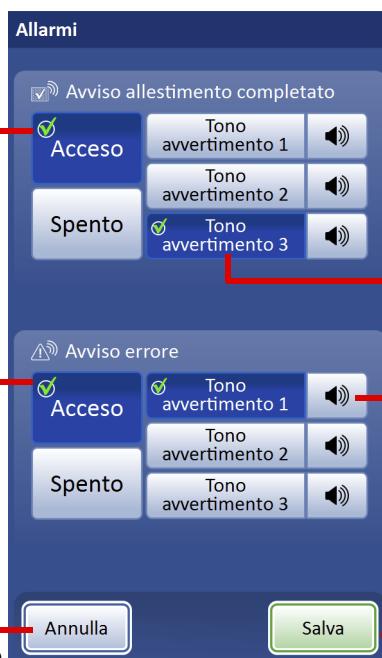 Allarmi
Avviso allestimento completato
Acceso
Tono
avvertimento 1
Tono
avvertimento 2
Spento
Tono
avvertimento 3
Avviso errore
Acceso
Tono
avvertimento 1
Tono
avvertimento 2
Spento
Tono
avvertimento 3
Annulla
Salva